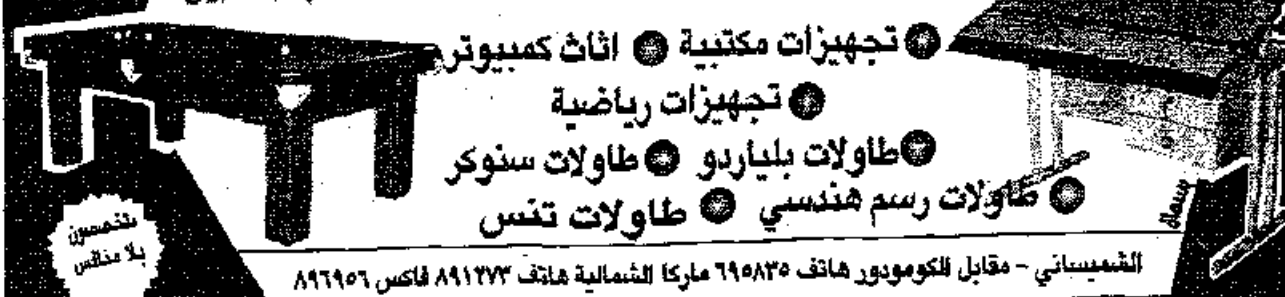 تجهيزات مكتبية اثاث كمبيوتر
تجهيزات رياضية
طاولات بلياردو طاولات سنوكر
طاولات رسم هندسي طاولات تنس
متخصصون
بلا منافس
الشميساني - مقابل الكومودور هاتف ٦٩٥٨٣٥ ماركا الشمالية هاتف ٨٩١٢٧٣ فاكس ٨٩٦٩٥٦